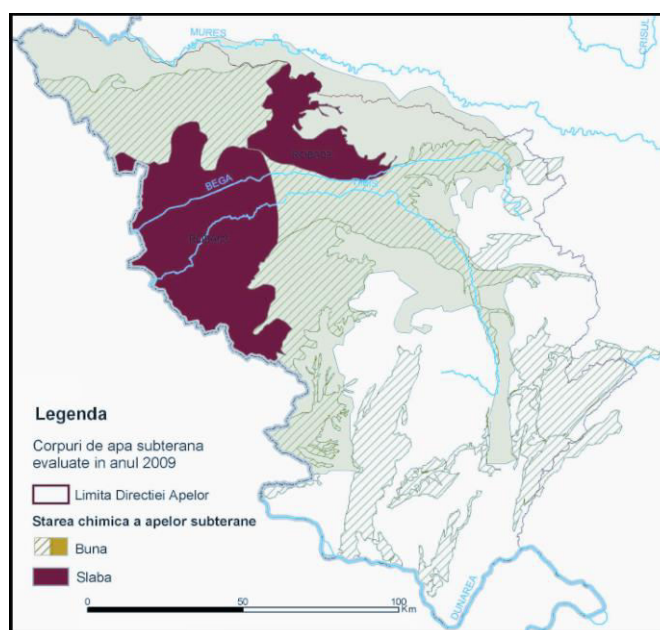 MURES
CRISUL
BEGA
TIMIS
DUNAREA
Legenda
Corpuri de apa subterana
evaluate in anul 2009
Limita Directiei Apelor
Starea chimica a apelor subterane
Buna
Slaba
0 50 100
Km